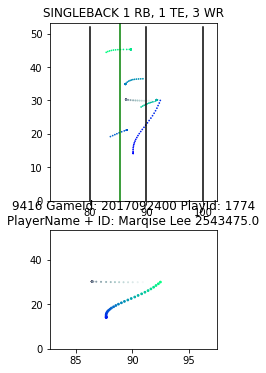 SINGLEBACK 1 RB, 1 TE, 3 WR
50
40
30
20
10
0
80 90 100
9416 GameId: 2017092400 PlayId: 1774
PlayerName + ID: Marqise Lee 2543475.0
40
20
0
85 90 95